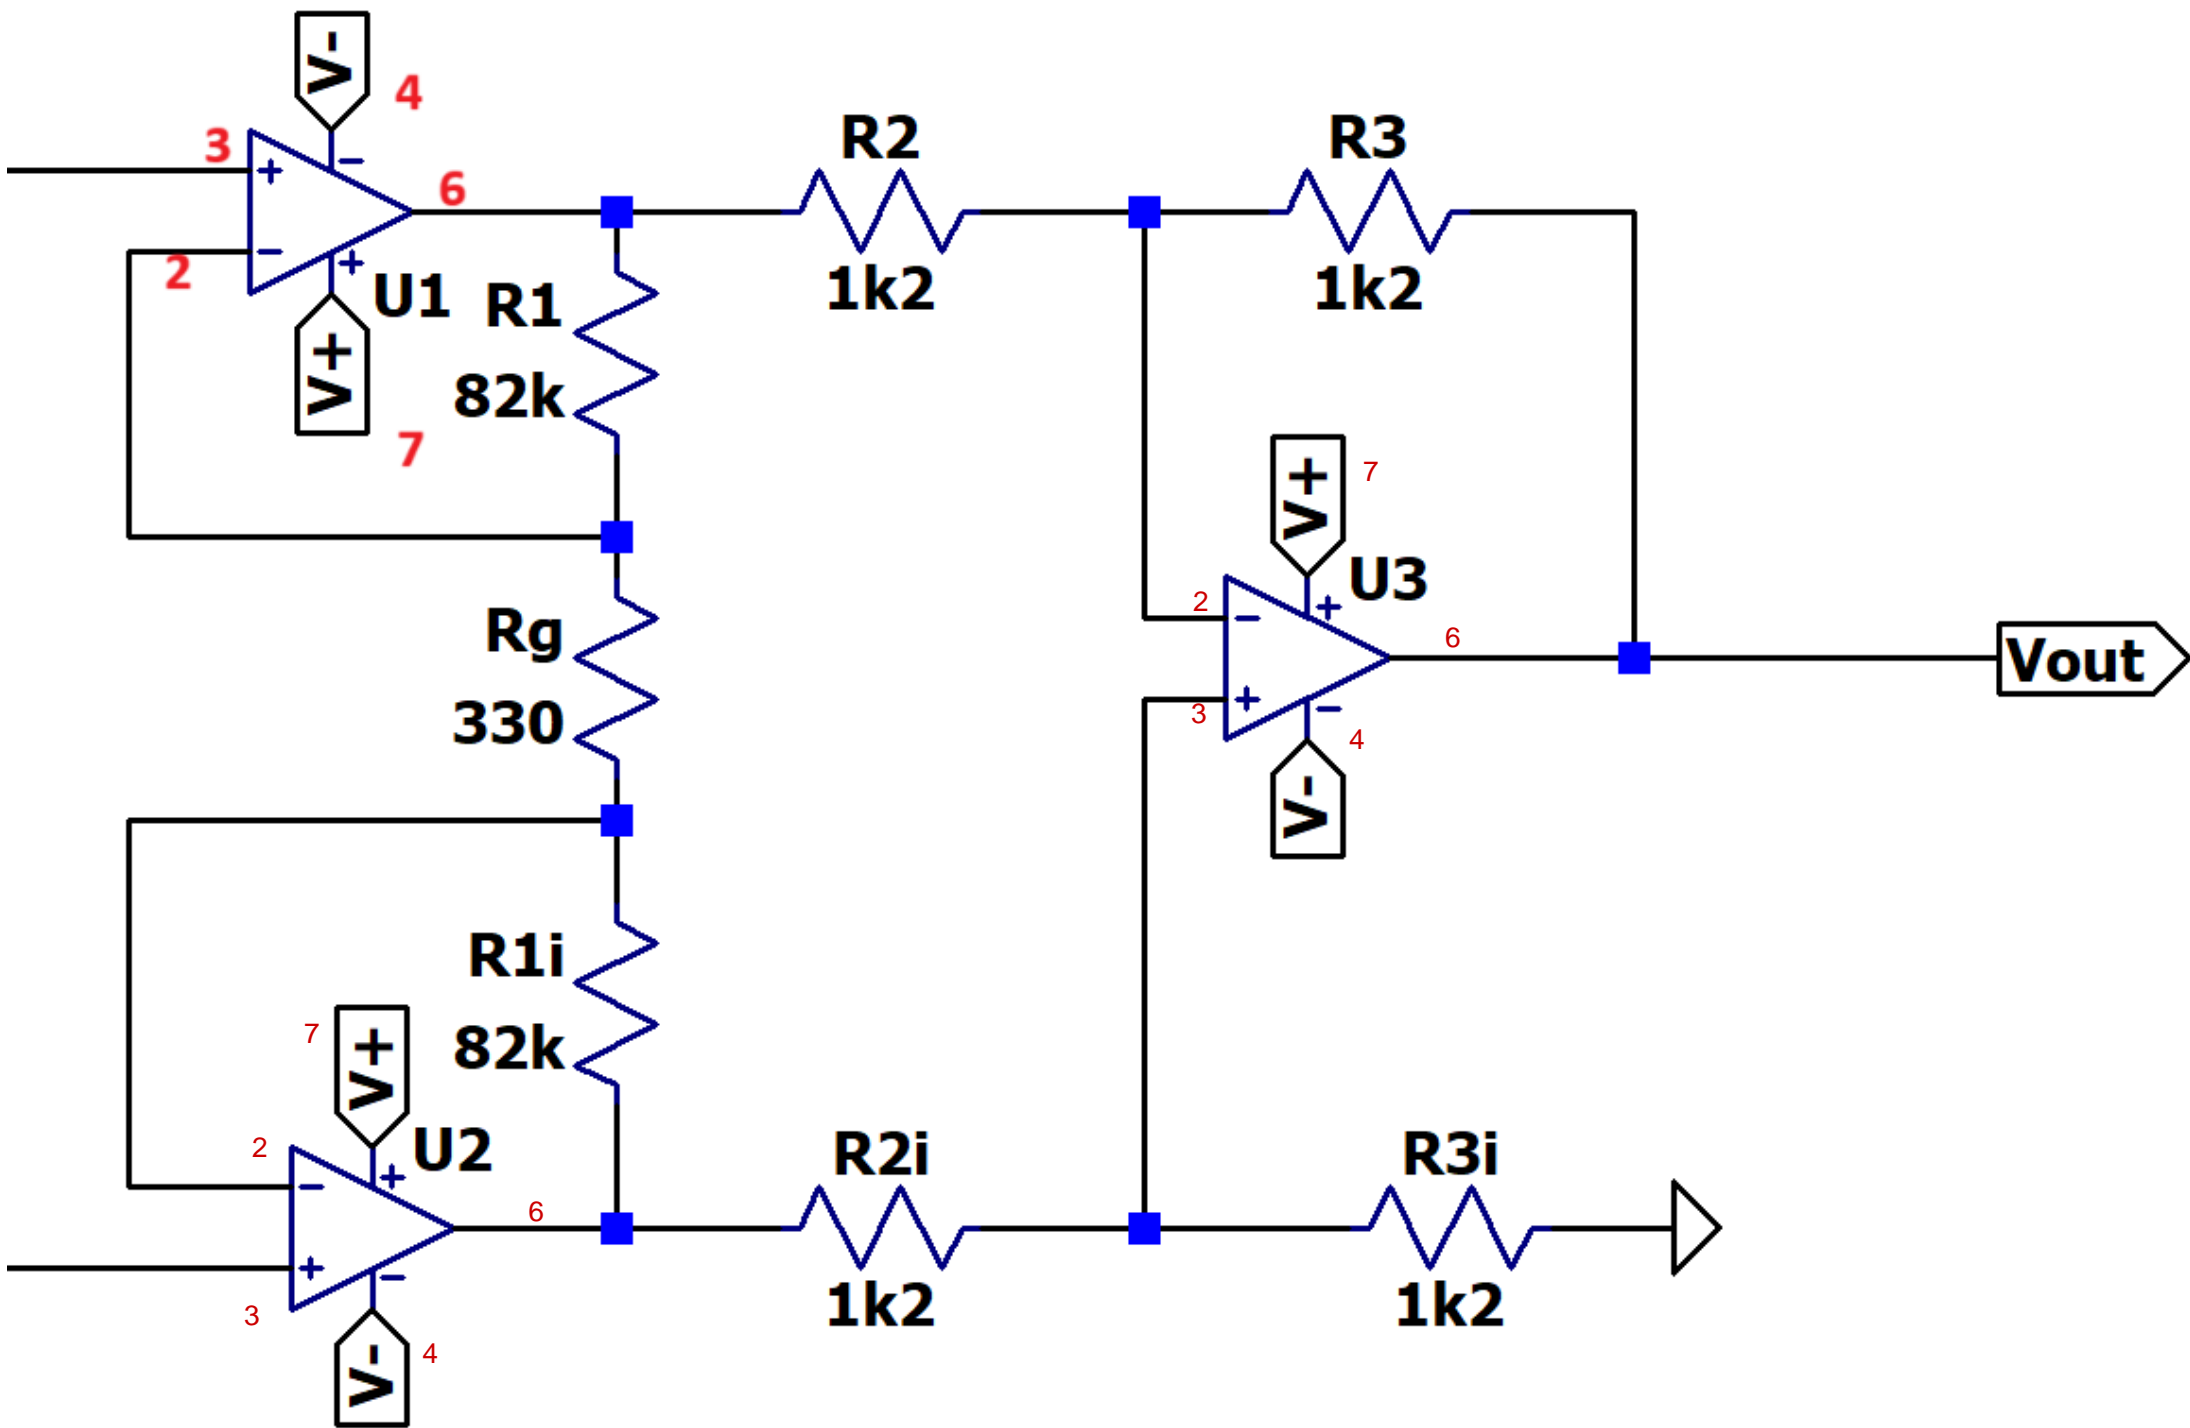 V-
4
3
+
-
6
2
-
+
U1
V+
7
R1
82k
R2
1k2
R3
1k2
Rg
330
V+
7
U3
2
-
+
6
3
+
-
4
V-
Vout
R1i
82k
7
V+
U2
2
-
+
6
3
+
-
4
V-
R2i
1k2
R3i
1k2